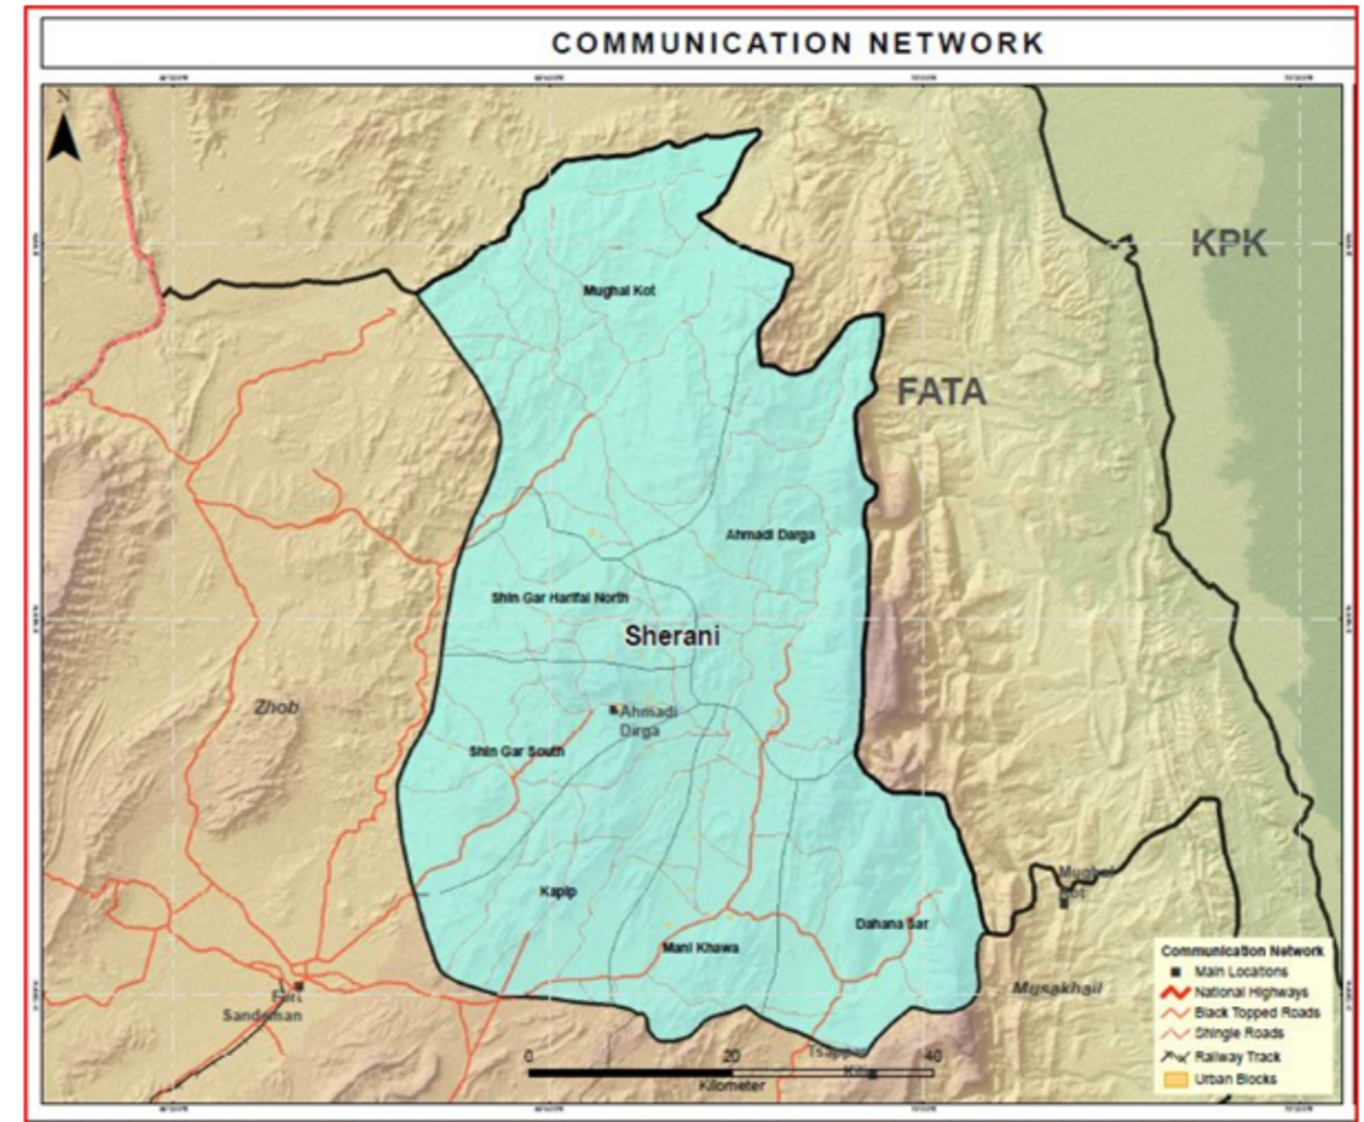 COMMUNICATION NETWORK
N
KPK
Mughal Kot
FATA
Ahmadi Darga
Shin Gar Harifal North
Sherani
Zhob
Ahmadi
Dirga
Shin Gar South
Mughal
Kot
Kapip
Dahana Sar
Mani Khawa
Communication Network
Main Locations
National Highways
Black Topped Roads
Shingle Roads
Railway Track
Urban Blocks
Musakhail
Fort
Sandeman
0 20 40
Kilometer